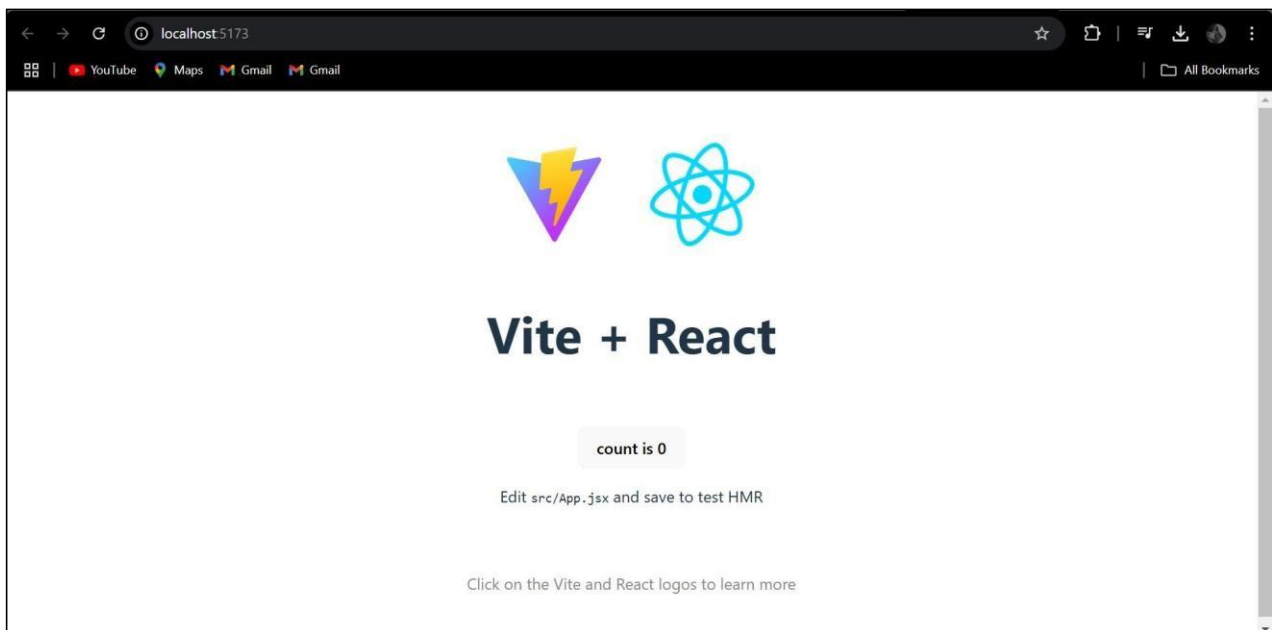 localhost:5173
YouTube Maps Gmail Gmail All Bookmarks
Vite + React
count is 0
Edit src/App.jsx and save to test HMR
Click on the Vite and React logos to learn more